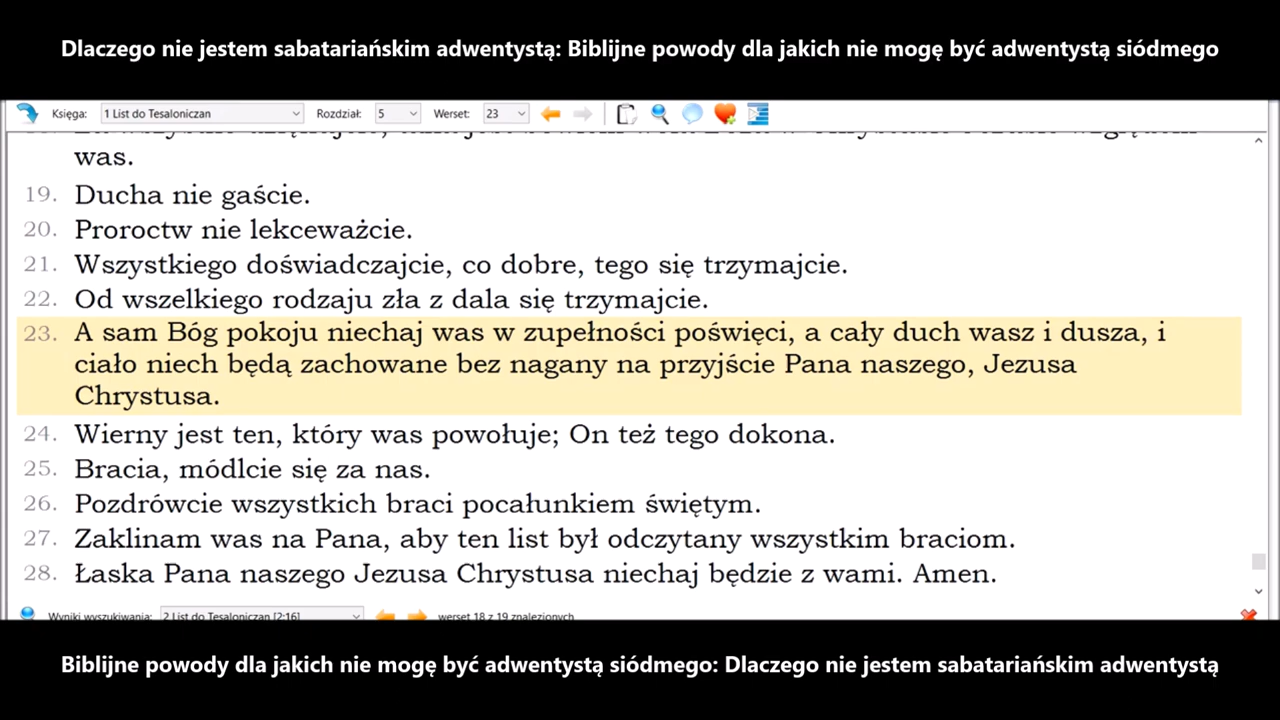 Dlaczego nie jestem sabatariańskim adwentystą: Biblijne powody dla jakich nie mogę być adwentystą siódmego
Księga: 1 List do Tesaloniczan Rozdział: 5 Werset: 23
was.
19. Ducha nie gaście.
20. Proroctw nie lekceważcie.
21. Wszystkiego doświadczajcie, co dobre, tego się trzymajcie.
22. Od wszelkiego rodzaju zła z dala się trzymajcie.
23. A sam Bóg pokoju niechaj was w zupełności poświęci, a cały duch wasz i dusza, i
ciało niech będą zachowane bez nagany na przyjście Pana naszego, Jezusa
Chrystusa.
24. Wierny jest ten, który was powołuje; On też tego dokona.
25. Bracia, módlcie się za nas.
26. Pozdrówcie wszystkich braci pocałunkiem świętym.
27. Zaklinam was na Pana, aby ten list był odczytany wszystkim braciom.
28. Łaska Pana naszego Jezusa Chrystusa niechaj będzie z wami. Amen.
Wyniki wyszukiwania: 2 List do Tesaloniczan [2:16] werset 18 z 19 znalezionych
Biblijne powody dla jakich nie mogę być adwentystą siódmego: Dlaczego nie jestem sabatariańskim adwentystą